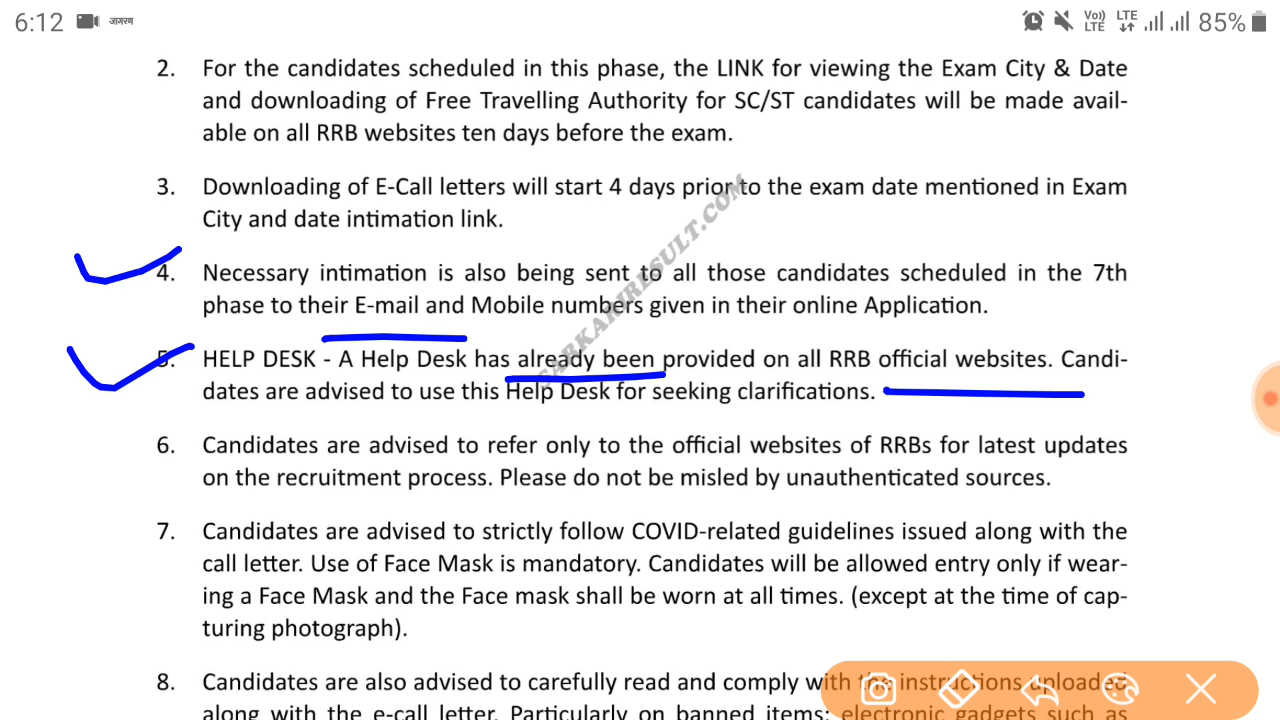 6:12 जागरण Vo)) LTE LTE 85%
2. For the candidates scheduled in this phase, the LINK for viewing the Exam City & Date
and downloading of Free Travelling Authority for SC/ST candidates will be made avail-
able on all RRB websites ten days before the exam.
3. Downloading of E-Call letters will start 4 days prior to the exam date mentioned in Exam
City and date intimation link.
4. Necessary intimation is also being sent to all those candidates scheduled in the 7th
phase to their E-mail and Mobile numbers given in their online Application.
5. HELP DESK - A Help Desk has already been provided on all RRB official websites. Candi-
dates are advised to use this Help Desk for seeking clarifications.
6. Candidates are advised to refer only to the official websites of RRBs for latest updates
on the recruitment process. Please do not be misled by unauthenticated sources.
7. Candidates are advised to strictly follow COVID-related guidelines issued along with the
call letter. Use of Face Mask is mandatory. Candidates will be allowed entry only if wear-
ing a Face Mask and the Face mask shall be worn at all times. (except at the time of cap-
turing photograph).
8. Candidates are also advised to carefully read and comply with the instructions uploaded
along with the e-call letter. Particularly on banned items: electronic gadgets such as
SARKARIRESULT.COM